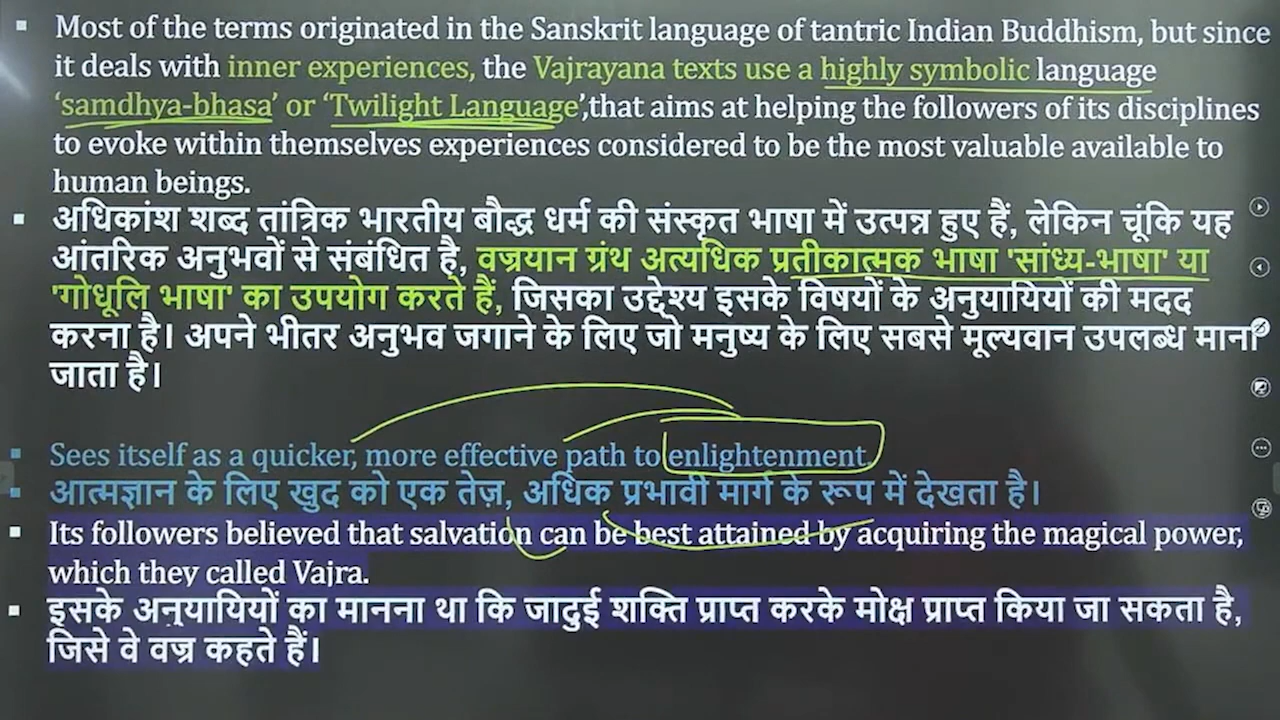 ▪ Most of the terms originated in the Sanskrit language of tantric Indian Buddhism, but since
it deals with inner experiences, the Vajrayana texts use a highly symbolic language
‘samdhya-bhasa’ or ‘Twilight Language’,that aims at helping the followers of its disciplines
to evoke within themselves experiences considered to be the most valuable available to
human beings.
▪ अधिकांश शब्द तांत्रिक भारतीय बौद्ध धर्म की संस्कृत भाषा में उत्पन्न हुए हैं, लेकिन चूंकि यह
आंतरिक अनुभवों से संबंधित है, वज्रयान ग्रंथ अत्यधिक प्रतीकात्मक भाषा 'सांध्य-भाषा' या
'गोधूलि भाषा' का उपयोग करते हैं, जिसका उद्देश्य इसके विषयों के अनुयायियों की मदद
करना है। अपने भीतर अनुभव जगाने के लिए जो मनुष्य के लिए सबसे मूल्यवान उपलब्ध माना
जाता है।
▪ Sees itself as a quicker, more effective path to enlightenment.
▪ आत्मज्ञान के लिए खुद को एक तेज़, अधिक प्रभावी मार्ग के रूप में देखता है।
▪ Its followers believed that salvation can be best attained by acquiring the magical power,
which they called Vajra.
▪ इसके अनुयायियों का मानना था कि जादुई शक्ति प्राप्त करके मोक्ष प्राप्त किया जा सकता है,
जिसे वे वज्र कहते हैं।